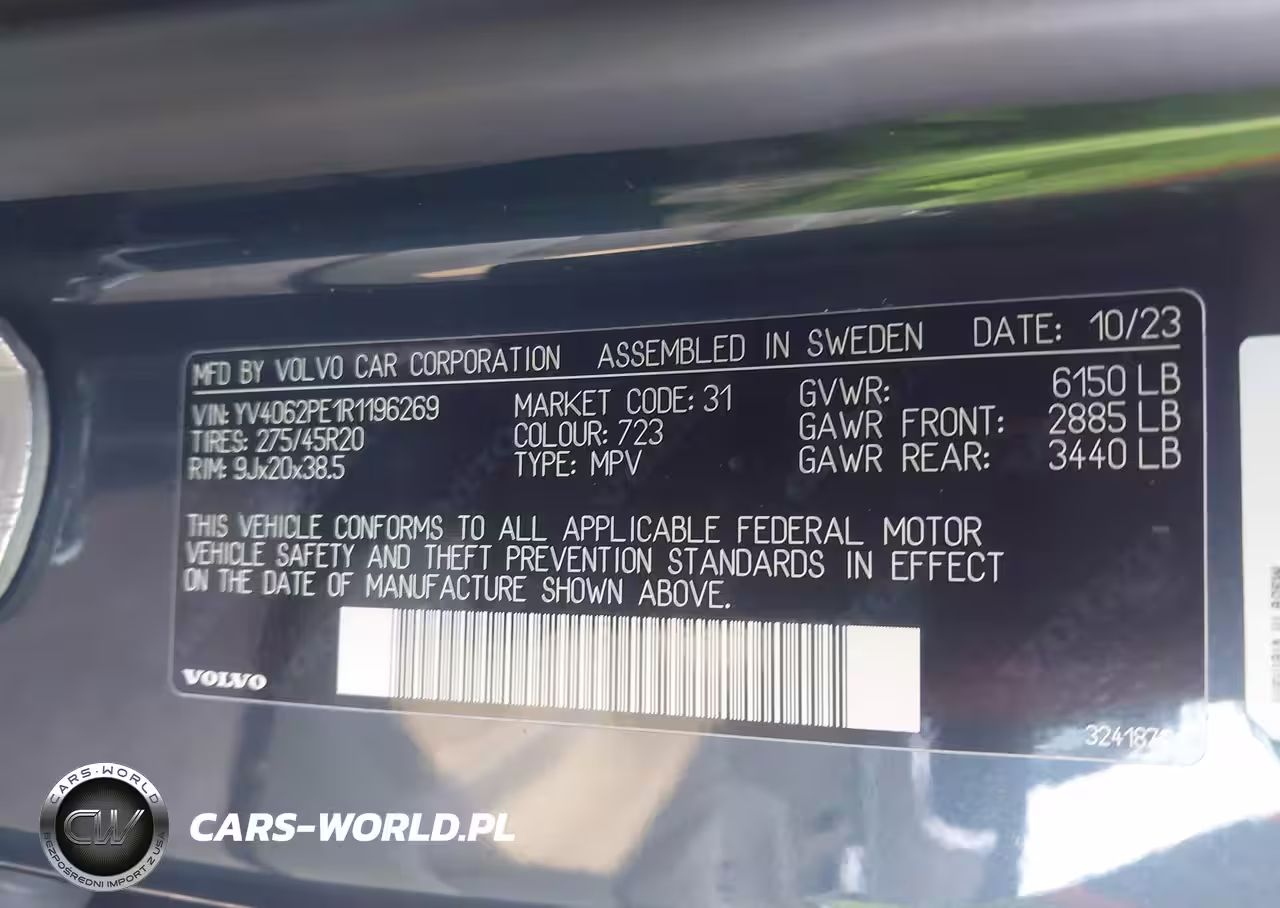 MFD BY VOLVO CAR CORPORATION ASSEMBLED IN SWEDEN DATE: 10/23
VIN: YV4062PE1R1196269 MARKET CODE: 31 GVWR: 6150 LB
TIRES: 275/45R20 COLOUR: 723 GAWR FRONT: 2885 LB
RIM: 9Jx20x38.5 TYPE: MPV GAWR REAR: 3440 LB
THIS VEHICLE CONFORMS TO ALL APPLICABLE FEDERAL MOTOR
VEHICLE SAFETY AND THEFT PREVENTION STANDARDS IN EFFECT
ON THE DATE OF MANUFACTURE SHOWN ABOVE.
VOLVO
CARS-WORLD
CW
BEZPOŚREDNI IMPORT Z USA
CARS-WORLD.PL